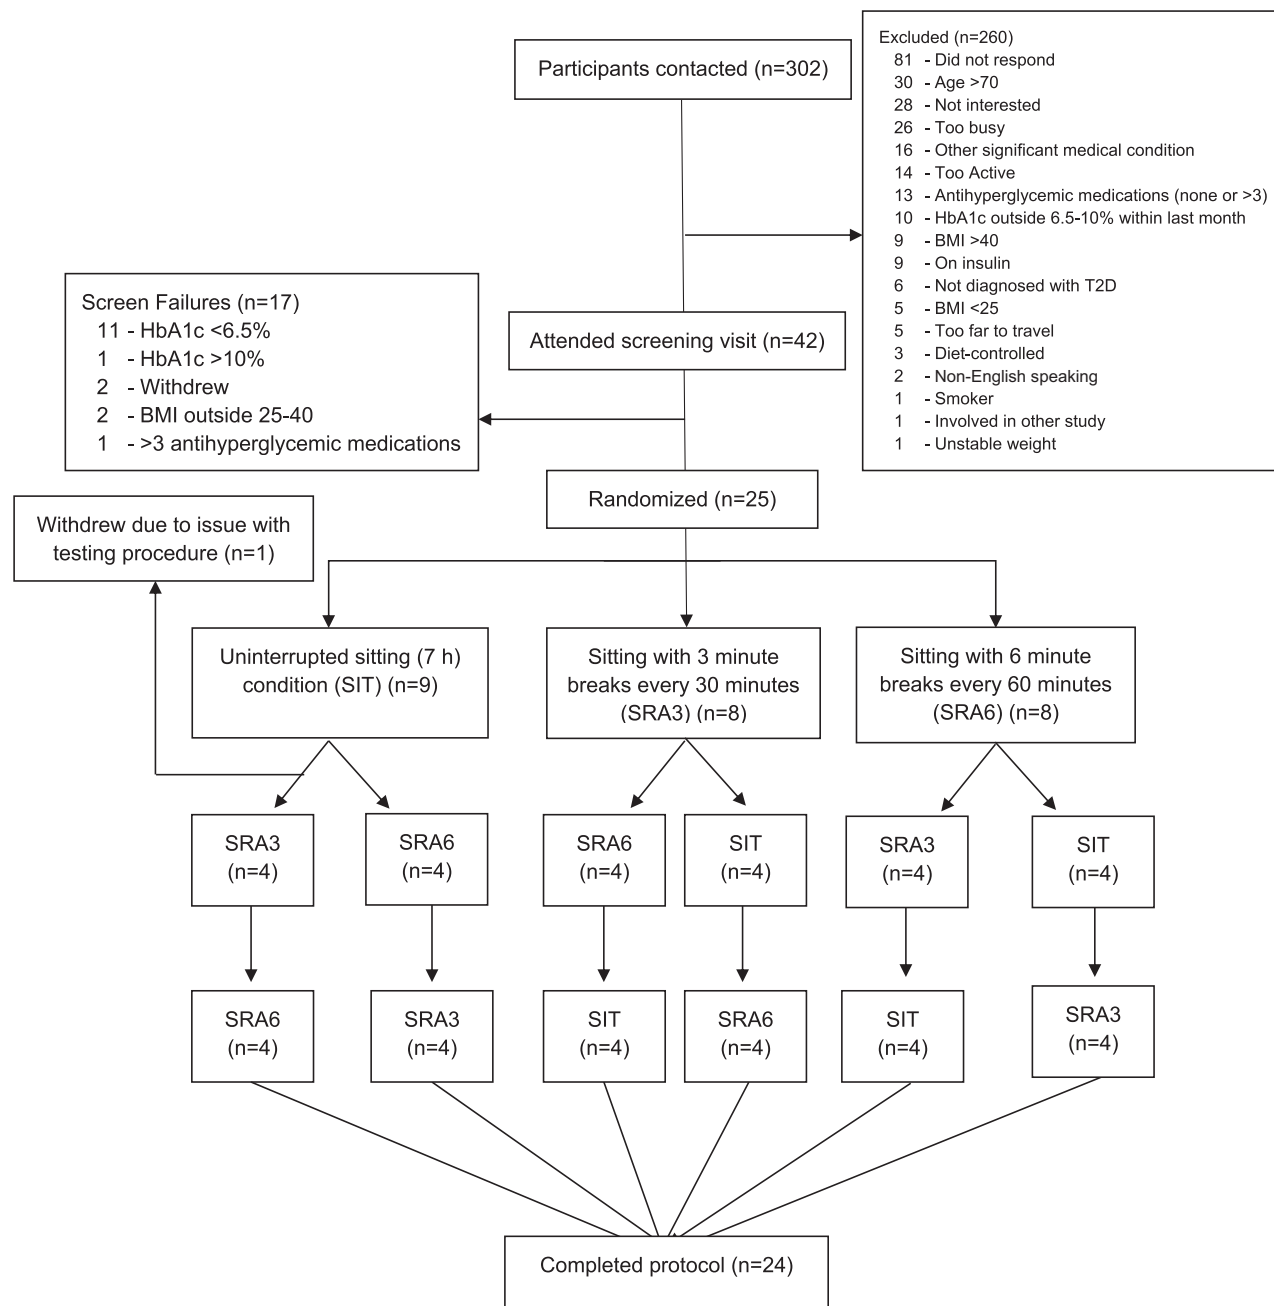 Participants contacted (n=302)
Excluded (n=260)
81 - Did not respond
30 - Age >70
28 - Not interested
26 - Too busy
16 - Other significant medical condition
14 - Too Active
13 - Antihyperglycemic medications (none or >3)
10 - HbA1c outside 6.5-10% within last month
9 - BMI >40
9 - On insulin
6 - Not diagnosed with T2D
5 - BMI <25
5 - Too far to travel
3 - Diet-controlled
2 - Non-English speaking
1 - Smoker
1 - Involved in other study
1 - Unstable weight
Screen Failures (n=17)
11 - HbA1c <6.5%
1 - HbA1c >10%
2 - Withdrew
2 - BMI outside 25-40
1 - >3 antihyperglycemic medications
Attended screening visit (n=42)
Randomized (n=25)
Withdrew due to issue with
testing procedure (n=1)
Uninterrupted sitting (7 h)
condition (SIT) (n=9)
Sitting with 3 minute
breaks every 30 minutes
(SRA3) (n=8)
Sitting with 6 minute
breaks every 60 minutes
(SRA6) (n=8)
SRA3
(n=4)
SRA6
(n=4)
SRA6
(n=4)
SIT
(n=4)
SRA3
(n=4)
SIT
(n=4)
SRA6
(n=4)
SRA3
(n=4)
SIT
(n=4)
SRA6
(n=4)
SIT
(n=4)
SRA3
(n=4)
Completed protocol (n=24)